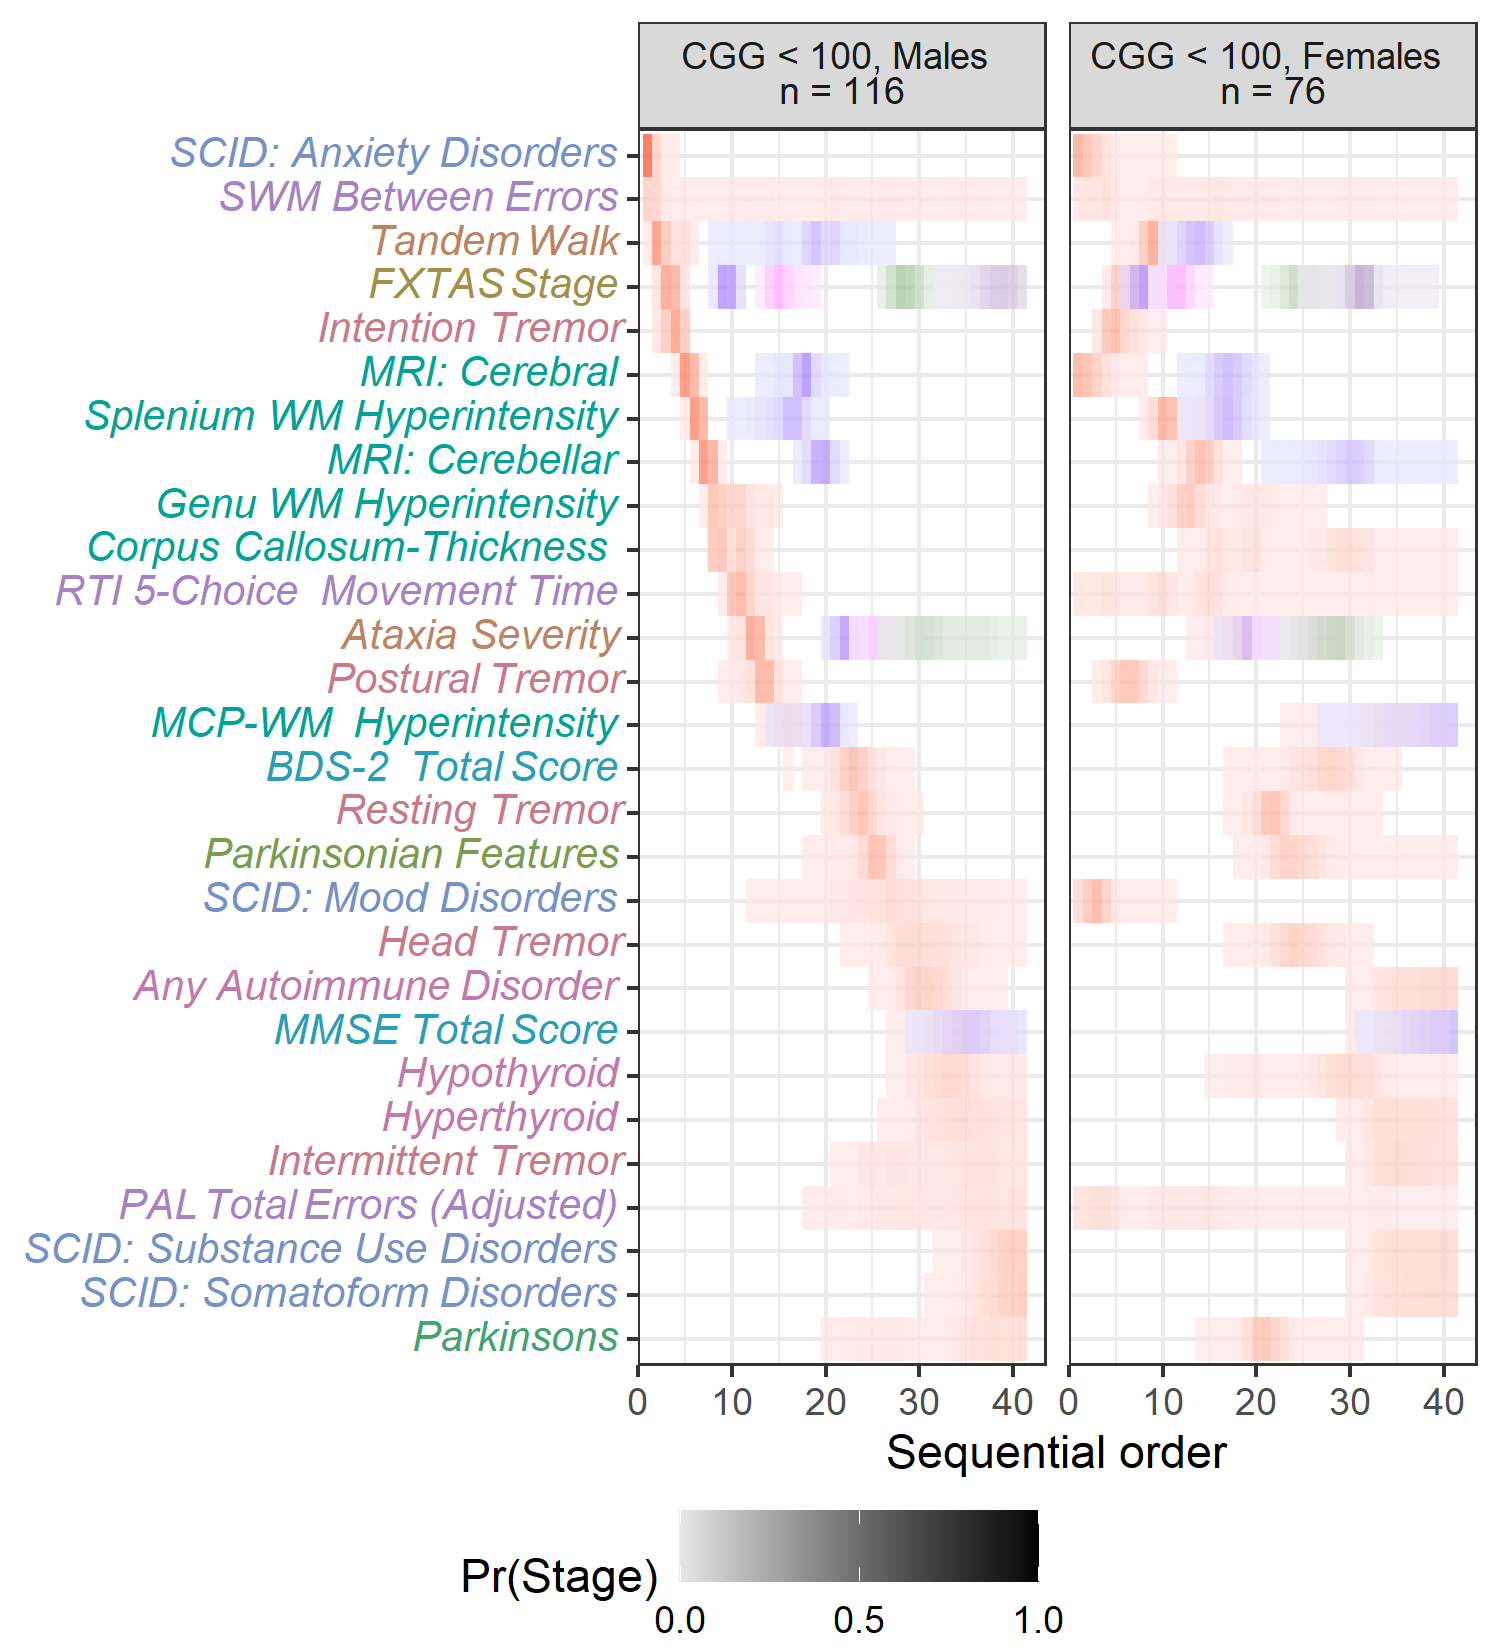 CGG < 100, Males
n = 116
CGG < 100, Females
n = 76
SCID: Anxiety Disorders
SWM Between Errors
Tandem Walk
FXTAS Stage
Intention Tremor
MRI: Cerebral
Splenium WM Hyperintensity
MRI: Cerebellar
Genu WM Hyperintensity
Corpus Callosum-Thickness
RTI 5-Choice Movement Time
Ataxia Severity
Postural Tremor
MCP-WM Hyperintensity
BDS-2 Total Score
Resting Tremor
Parkinsonian Features
SCID: Mood Disorders
Head Tremor
Any Autoimmune Disorder
MMSE Total Score
Hypothyroid
Hyperthyroid
Intermittent Tremor
PAL Total Errors (Adjusted)
SCID: Substance Use Disorders
SCID: Somatoform Disorders
Parkinsons
0 10 20 30 40 0 10 20 30 40
Sequential order
Pr(Stage)
0.0 0.5 1.0